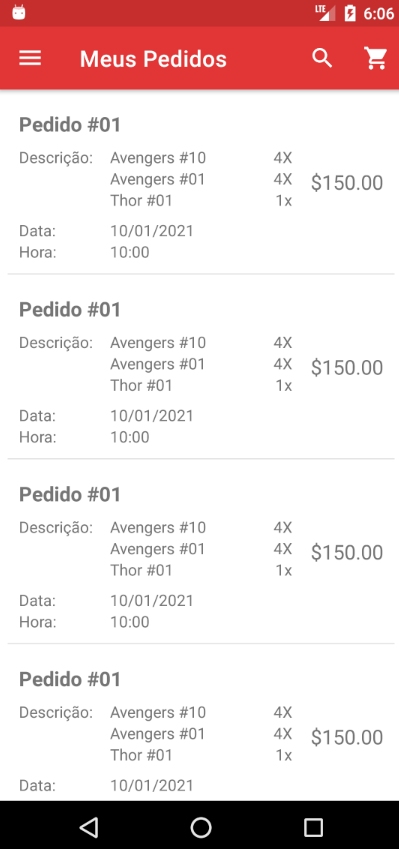 LTE 6:06
Meus Pedidos
Pedido #01
Descrição: Avengers #10 4X
Avengers #01 4X
Thor #01 1x
$150.00
Data: 10/01/2021
Hora: 10:00
Pedido #01
Descrição: Avengers #10 4X
Avengers #01 4X
Thor #01 1x
$150.00
Data: 10/01/2021
Hora: 10:00
Pedido #01
Descrição: Avengers #10 4X
Avengers #01 4X
Thor #01 1x
$150.00
Data: 10/01/2021
Hora: 10:00
Pedido #01
Descrição: Avengers #10 4X
Avengers #01 4X
Thor #01 1x
$150.00
Data: 10/01/2021